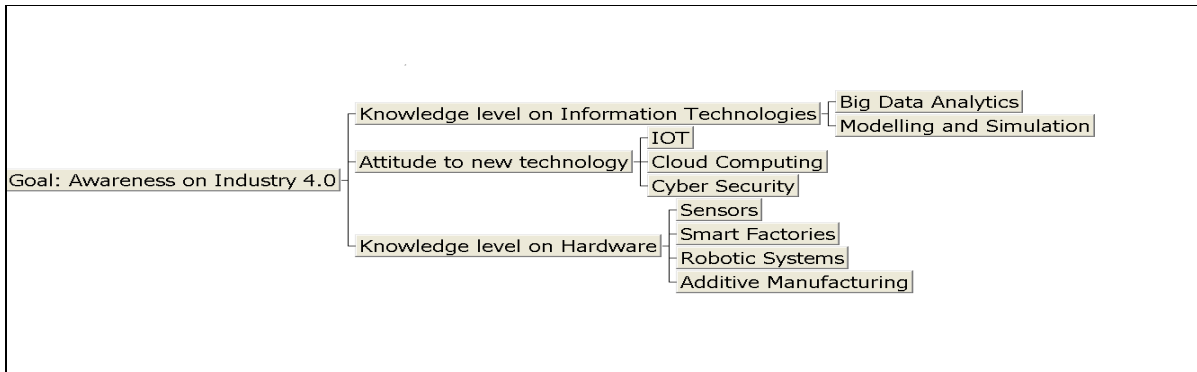 Goal: Awareness on Industry 4.0
Knowledge level on Information Technologies
Big Data Analytics
Modelling and Simulation
Attitude to new technology
IOT
Cloud Computing
Cyber Security
Knowledge level on Hardware
Sensors
Smart Factories
Robotic Systems
Additive Manufacturing